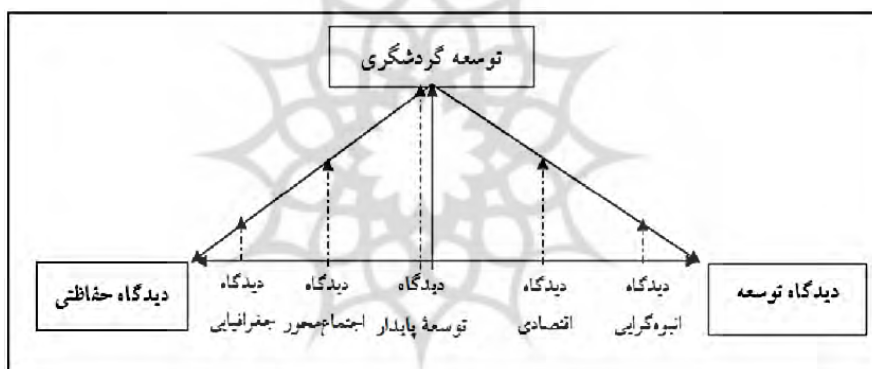 توسعه گردشگری
دیدگاه توسعه
دیدگاه انبوه‌گرایی
دیدگاه اقتصادی
دیدگاه توسعهٔ پایدار
دیدگاه اجتماع‌محور
دیدگاه جغرافیایی
دیدگاه حفاظتی